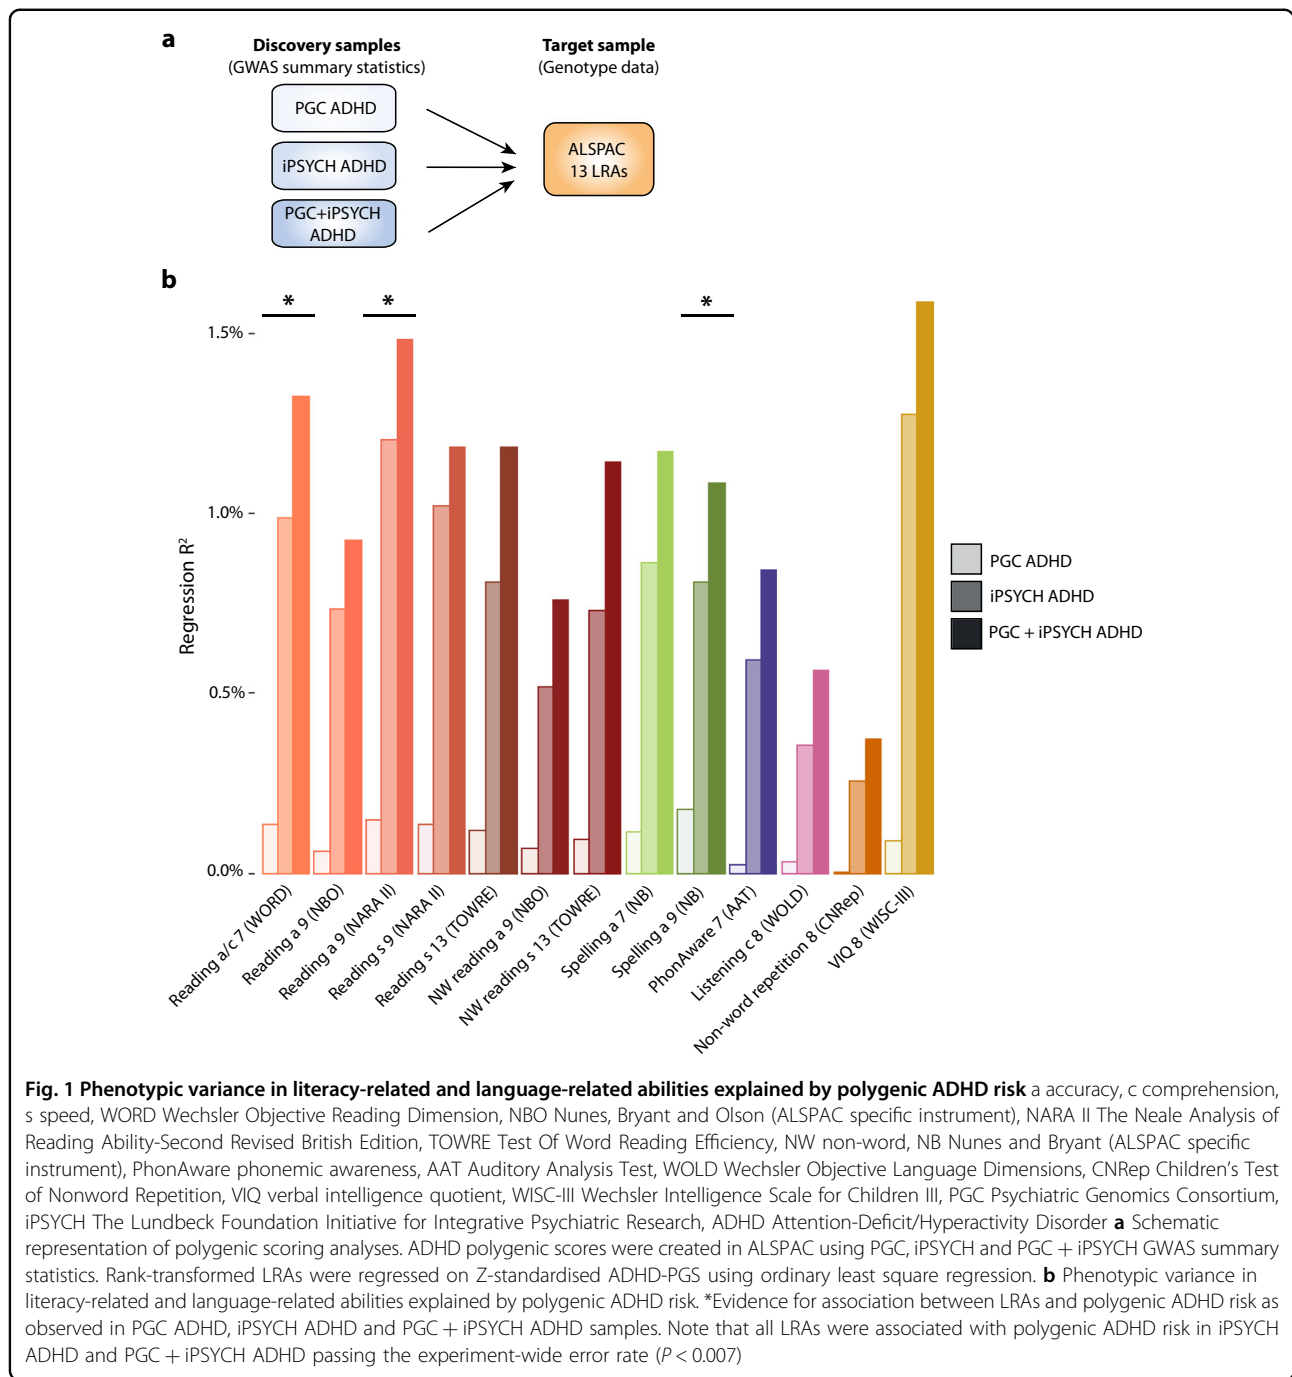 a
Discovery samples
(GWAS summary statistics)
Target sample
(Genotype data)
PGC ADHD
iPSYCH ADHD
PGC+iPSYCH
ADHD
ALSPAC
13 LRAs
b
* * *
Regression R²
1.5%
1.0%
0.5%
0.0%
PGC ADHD
iPSYCH ADHD
PGC + iPSYCH ADHD
Reading a/c 7 (WORD)
Reading a 9 (NBO)
Reading a 9 (NARA II)
Reading s 9 (NARA II)
Reading s 13 (TOWRE)
NW reading a 9 (NBO)
NW reading s 13 (TOWRE)
Spelling a 7 (NB)
Spelling a 9 (NB)
PhonAware 7 (AAT)
Listening c 8 (WOLD)
Non-word repetition 8 (CNRep)
VIQ 8 (WISC-III)
Fig. 1 Phenotypic variance in literacy-related and language-related abilities explained by polygenic ADHD risk a accuracy, c comprehension,
s speed, WORD Wechsler Objective Reading Dimension, NBO Nunes, Bryant and Olson (ALSPAC specific instrument), NARA II The Neale Analysis of
Reading Ability-Second Revised British Edition, TOWRE Test Of Word Reading Efficiency, NW non-word, NB Nunes and Bryant (ALSPAC specific
instrument), PhonAware phonemic awareness, AAT Auditory Analysis Test, WOLD Wechsler Objective Language Dimensions, CNRep Children's Test
of Nonword Repetition, VIQ verbal intelligence quotient, WISC-III Wechsler Intelligence Scale for Children III, PGC Psychiatric Genomics Consortium,
iPSYCH The Lundbeck Foundation Initiative for Integrative Psychiatric Research, ADHD Attention-Deficit/Hyperactivity Disorder a Schematic
representation of polygenic scoring analyses. ADHD polygenic scores were created in ALSPAC using PGC, iPSYCH and PGC + iPSYCH GWAS summary
statistics. Rank-transformed LRAs were regressed on Z-standardised ADHD-PGS using ordinary least square regression. b Phenotypic variance in
literacy-related and language-related abilities explained by polygenic ADHD risk. *Evidence for association between LRAs and polygenic ADHD risk as
observed in PGC ADHD, iPSYCH ADHD and PGC + iPSYCH ADHD samples. Note that all LRAs were associated with polygenic ADHD risk in iPSYCH
ADHD and PGC + iPSYCH ADHD passing the experiment-wide error rate (P < 0.007)